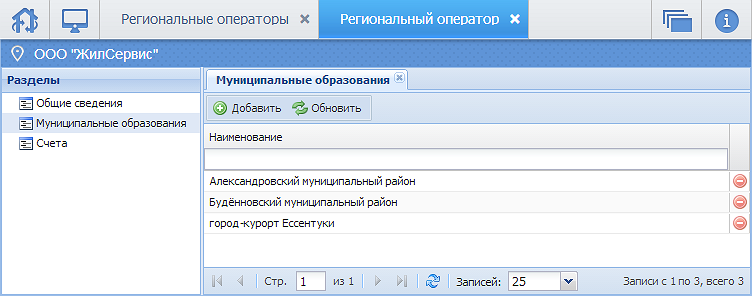 Региональные операторы
Региональный оператор
ООО "ЖилСервис"
Разделы
Общие сведения
Муниципальные образования
Счета
Муниципальные образования
Добавить Обновить
Наименование
Александровский муниципальный район
Будённовский муниципальный район
город-курорт Ессентуки
Стр. 1 из 1 Записей: 25 Записи с 1 по 3, всего 3